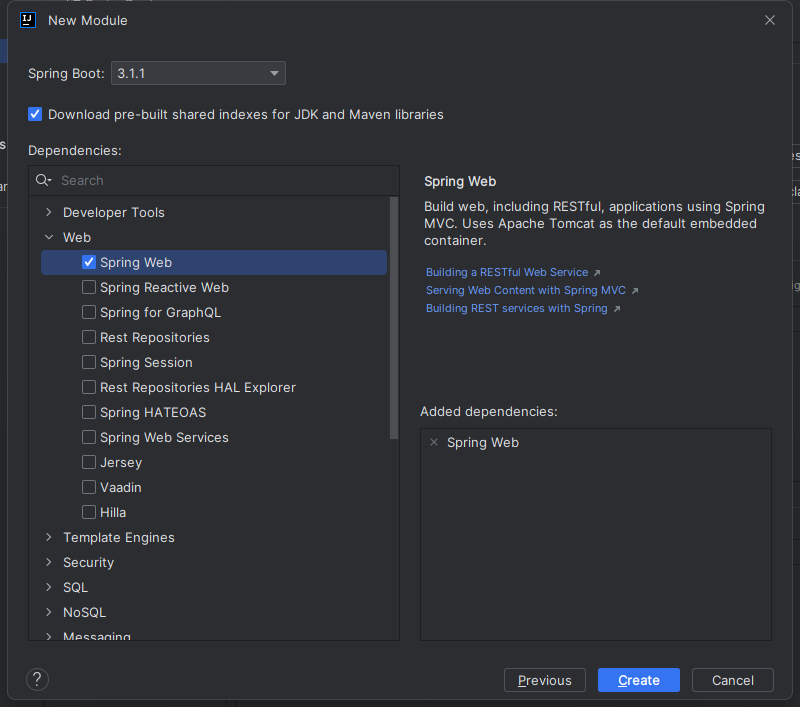 New Module
Spring Boot: 3.1.1
Download pre-built shared indexes for JDK and Maven libraries
Dependencies:
Search
Developer Tools
Web
Spring Web
Spring Reactive Web
Spring for GraphQL
Rest Repositories
Spring Session
Rest Repositories HAL Explorer
Spring HATEOAS
Spring Web Services
Jersey
Vaadin
Hilla
Template Engines
Security
SQL
NoSQL
Messaging
Spring Web
Build web, including RESTful, applications using Spring
MVC. Uses Apache Tomcat as the default embedded
container.
Building a RESTful Web Service
Serving Web Content with Spring MVC
Building REST services with Spring
Added dependencies:
Spring Web
?
Previous
Create
Cancel